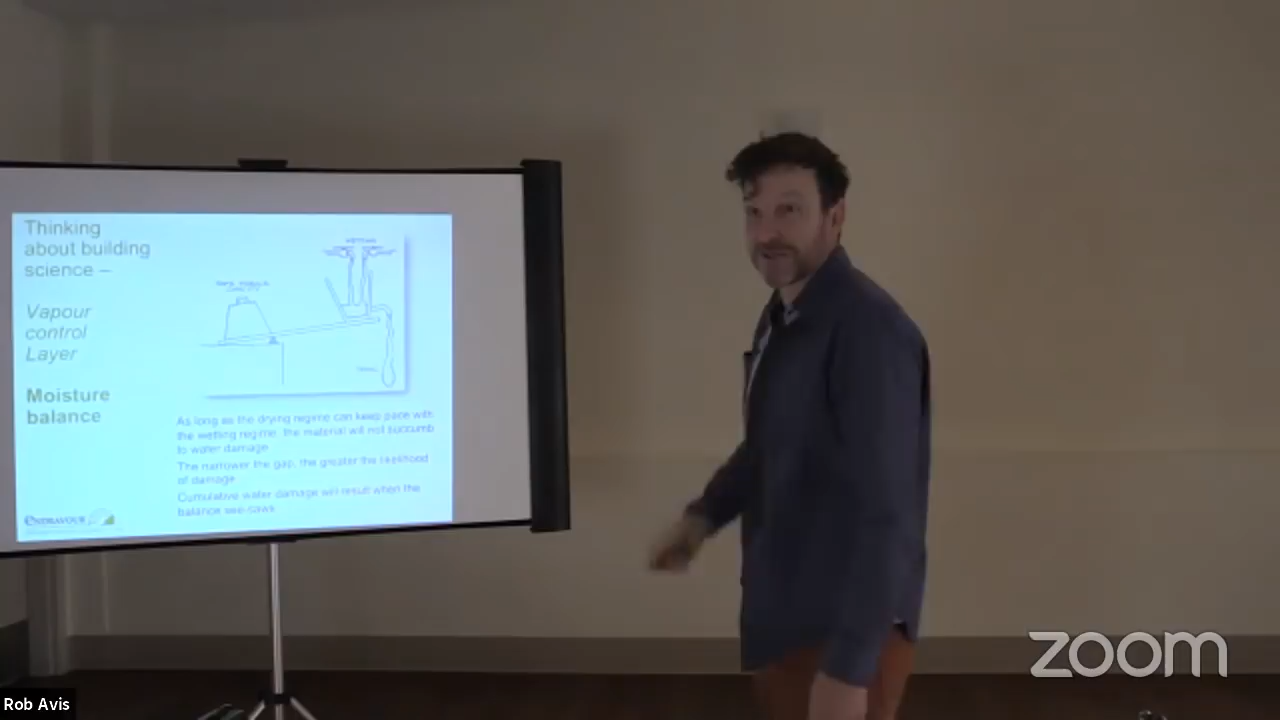 Thinking
about building
science –
Vapour
control
Layer
Moisture
balance
As long as the drying regime can keep pace with
the wetting regime, the material will not succumb
to water damage
The narrower the gap, the greater the likelihood
of damage
Cumulative water damage will result when the
balance see-saws
ENDEAVOUR
zoom
Rob Avis